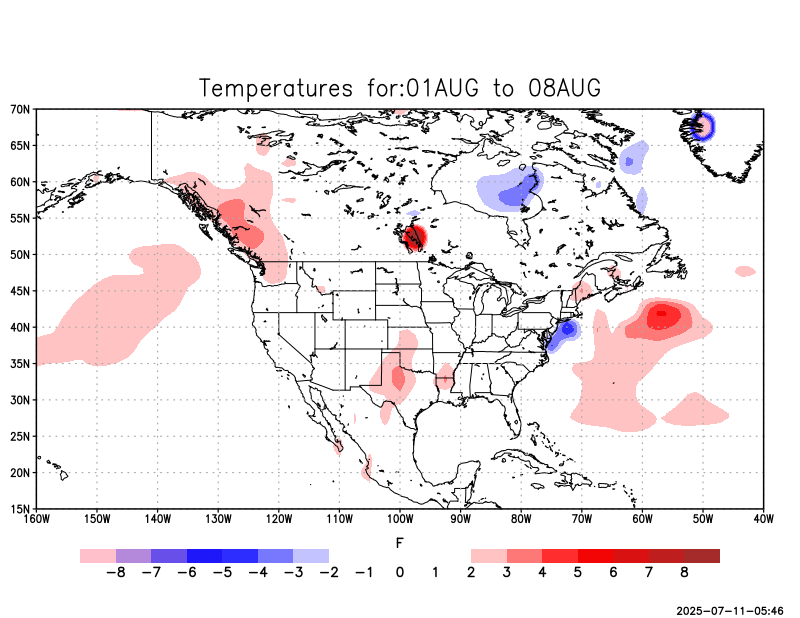 Temperatures for:01AUG to 08AUG
70N
65N
60N
55N
50N
45N
40N
35N
30N
25N
20N
15N
160W 150W 140W 130W 120W 110W 100W 90W 80W 70W 60W 50W 40W
F
−8 −7 −6 −5 −4 −3 −2 −1 0 1 2 3 4 5 6 7 8
2025-07-11-05:46